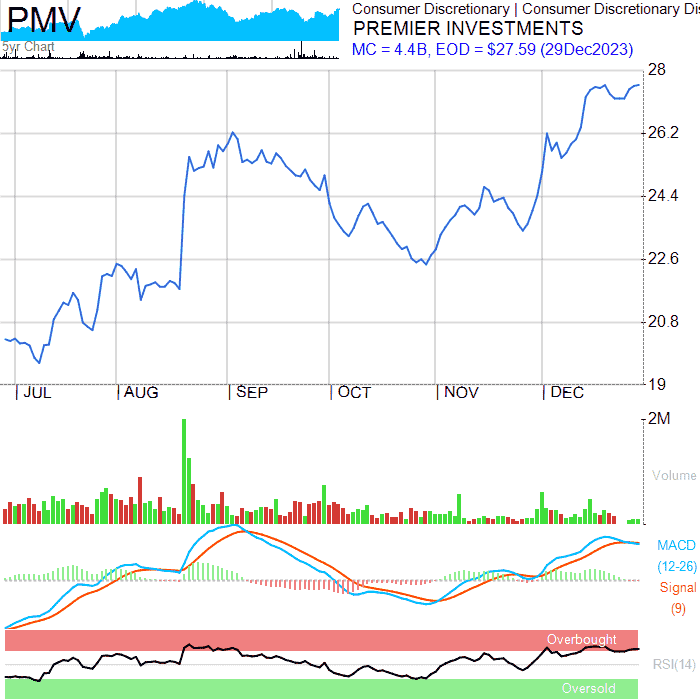 PMV
5yr Chart
Consumer Discretionary | Consumer Discretionary Dis
PREMIER INVESTMENTS
MC = 4.4B, EOD = $27.59 (29Dec2023)
28
26.2
24.4
22.6
20.8
19
JUL AUG SEP OCT NOV DEC
2M
Volume
MACD
(12-26)
Signal
(9)
Overbought
RSI(14)
Oversold